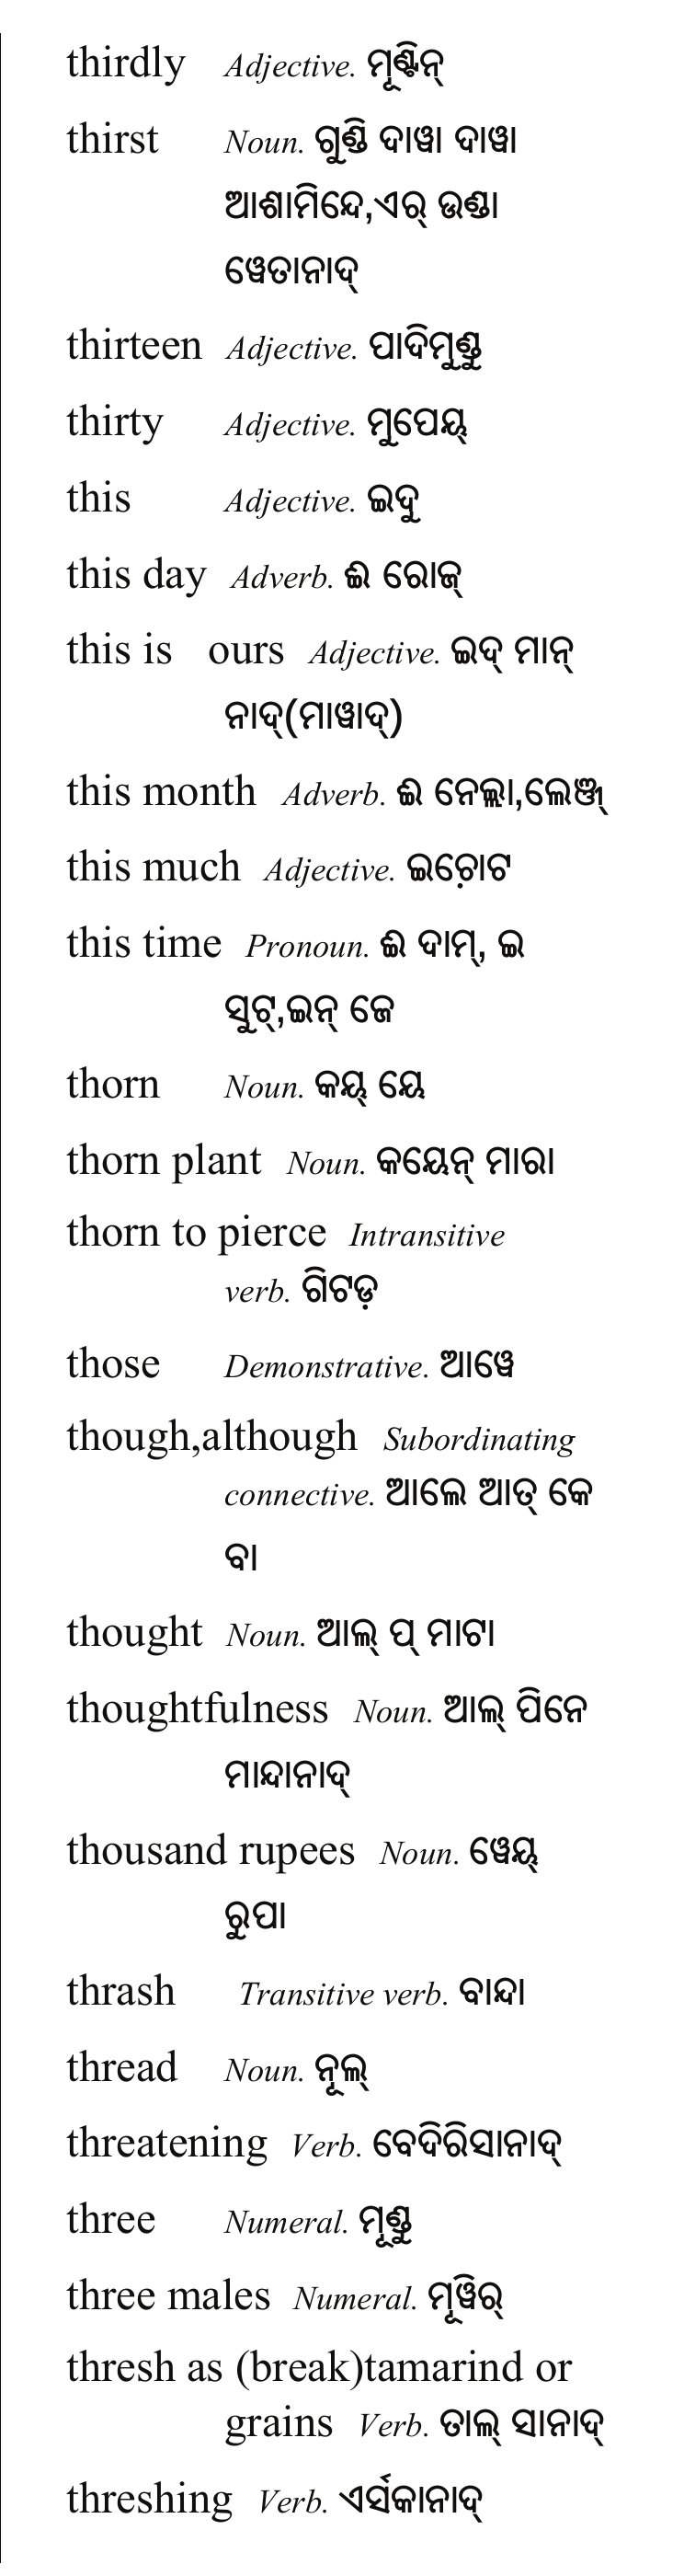 thirdly Adjective. ମୂଣ୍ଟିନ୍
thirst Noun. ଗୁଣ୍ଡି ଦାୱା ଦାୱା
ଆଶାମିନ୍ଦେ,ଏର୍ ଉଣ୍ଡା
ୱେତାନାଦ୍
thirteen Adjective. ପାଦିମୁଣ୍ଡୁ
thirty Adjective. ମୁପେୟ୍
this Adjective. ଇଦୁ
this day Adverb. ଈ ରୋଜ୍
this is ours Adjective. ଇଦ୍ ମାନ୍
ନାଦ୍(ମାୱାଦ୍)
this month Adverb. ଈ ନେଲ୍ଲା,ଲେଞ୍ଜ୍
this much Adjective. ଇଚ଼ୋଟ
this time Pronoun. ଈ ଦାମ୍, ଇ
ସୁଟ୍,ଇନ୍ ଜେ
thorn Noun. କୟ୍ ୟେ
thorn plant Noun. କୟେନ୍ ମାରା
thorn to pierce Intransitive
verb. ଗିଟଡ଼
those Demonstrative. ଆୱେ
though,although Subordinating
connective. ଆଲେ ଆତ୍ କେ
ବା
thought Noun. ଆଲ୍ ପ୍ ମାଟା
thoughtfulness Noun. ଆଲ୍ ପିନେ
ମାନ୍ଦାନାଦ୍
thousand rupees Noun. ୱେୟ୍
ରୁପା
thrash Transitive verb. ବାନ୍ଦା
thread Noun. ନୂଲ୍
threatening Verb. ବେଦିରିସାନାଦ୍
three Numeral. ମୂଣ୍ଡୁ
three males Numeral. ମୂୱିର୍
thresh as (break)tamarind or
grains Verb. ତାଲ୍ ସାନାଦ୍
threshing Verb. ଏର୍ସକାନାଦ୍